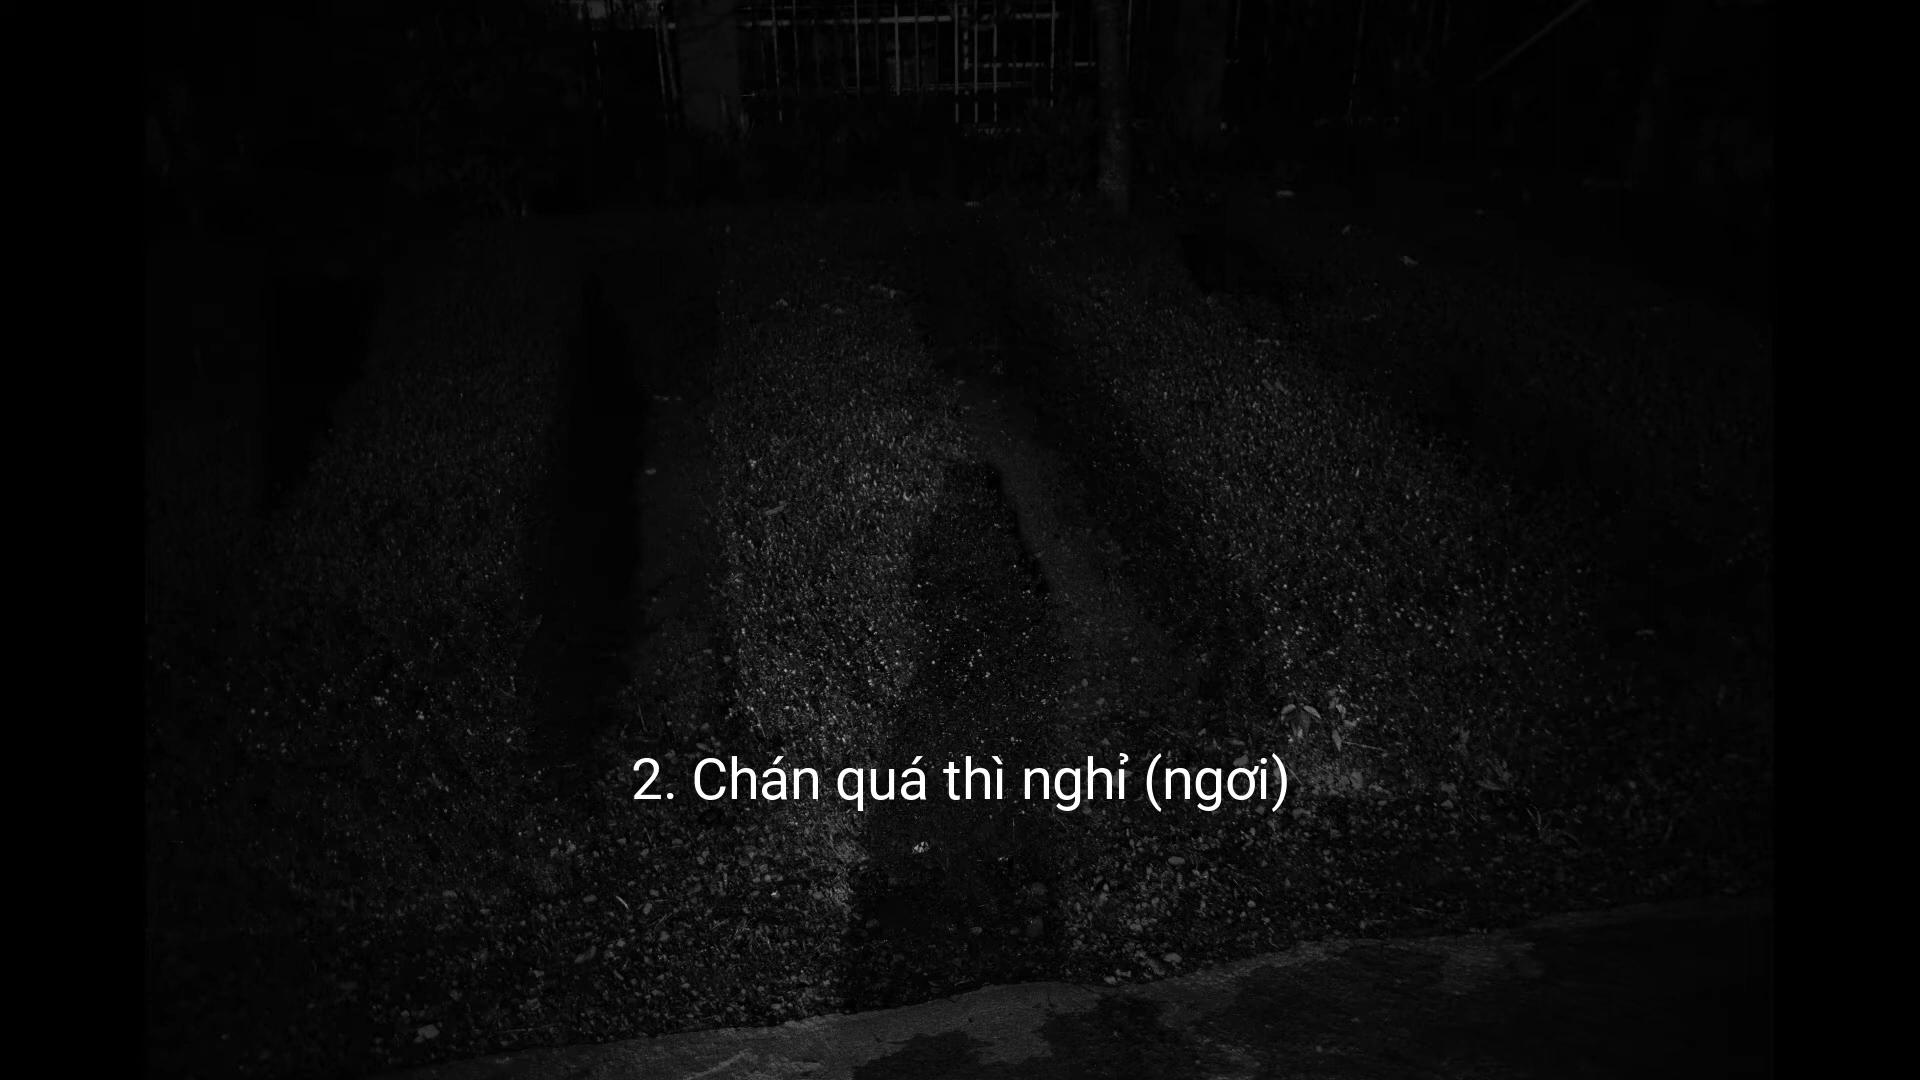 2. Chán quá thì nghỉ (ngơi)